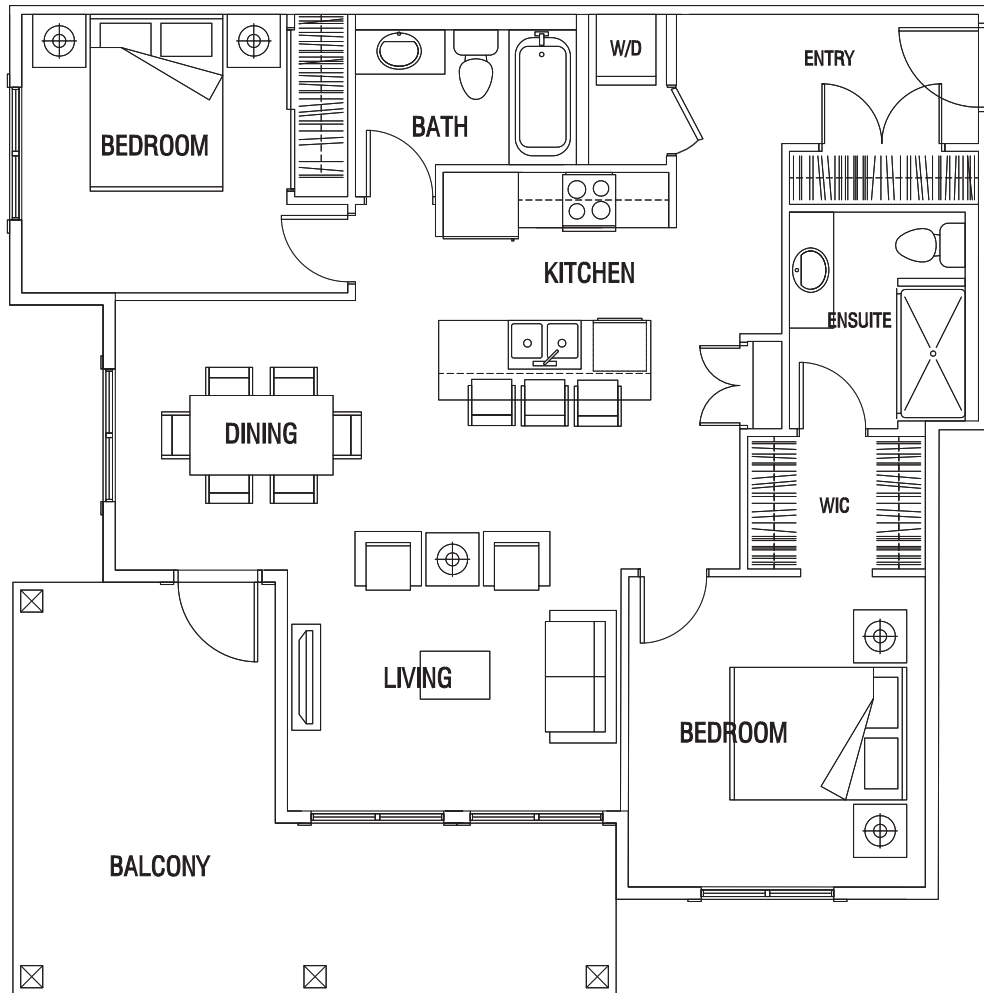 W/D
ENTRY
BATH
BEDROOM
KITCHEN
ENSUITE
DINING
WIC
LIVING
BEDROOM
BALCONY